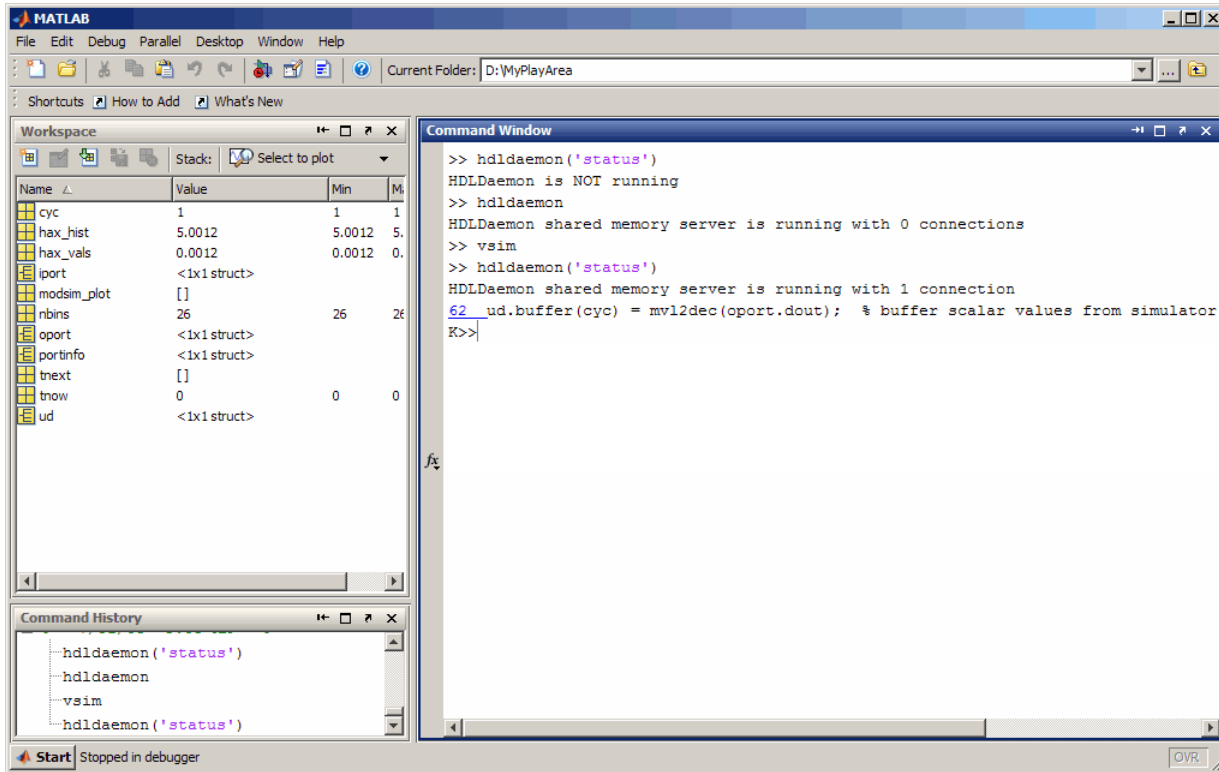 MATLAB
File Edit Debug Parallel Desktop Window Help
Current Folder: D:\MyPlayArea
Shortcuts How to Add What's New
Workspace
Stack: Select to plot
Name Value Min
cyc 1 1 1
hax_hist 5.0012 5.0012 5.
hax_vals 0.0012 0.0012 0.
iport <1x1 struct>
modsim_plot []
nbins 26 26 26
oport <1x1 struct>
portinfo <1x1 struct>
tnext []
tnow 0 0 0
ud <1x1 struct>
Command History
hdldaemon('status')
hdldaemon
vsim
hdldaemon('status')
Command Window
>> hdldaemon('status')
HDLDaemon is NOT running
>> hdldaemon
HDLDaemon shared memory server is running with 0 connections
>> vsim
>> hdldaemon('status')
HDLDaemon shared memory server is running with 1 connection
62 ud.buffer(cyc) = mvl2dec(oport.dout); % buffer scalar values from simulator
K>>
fx
Start Stopped in debugger
OVR